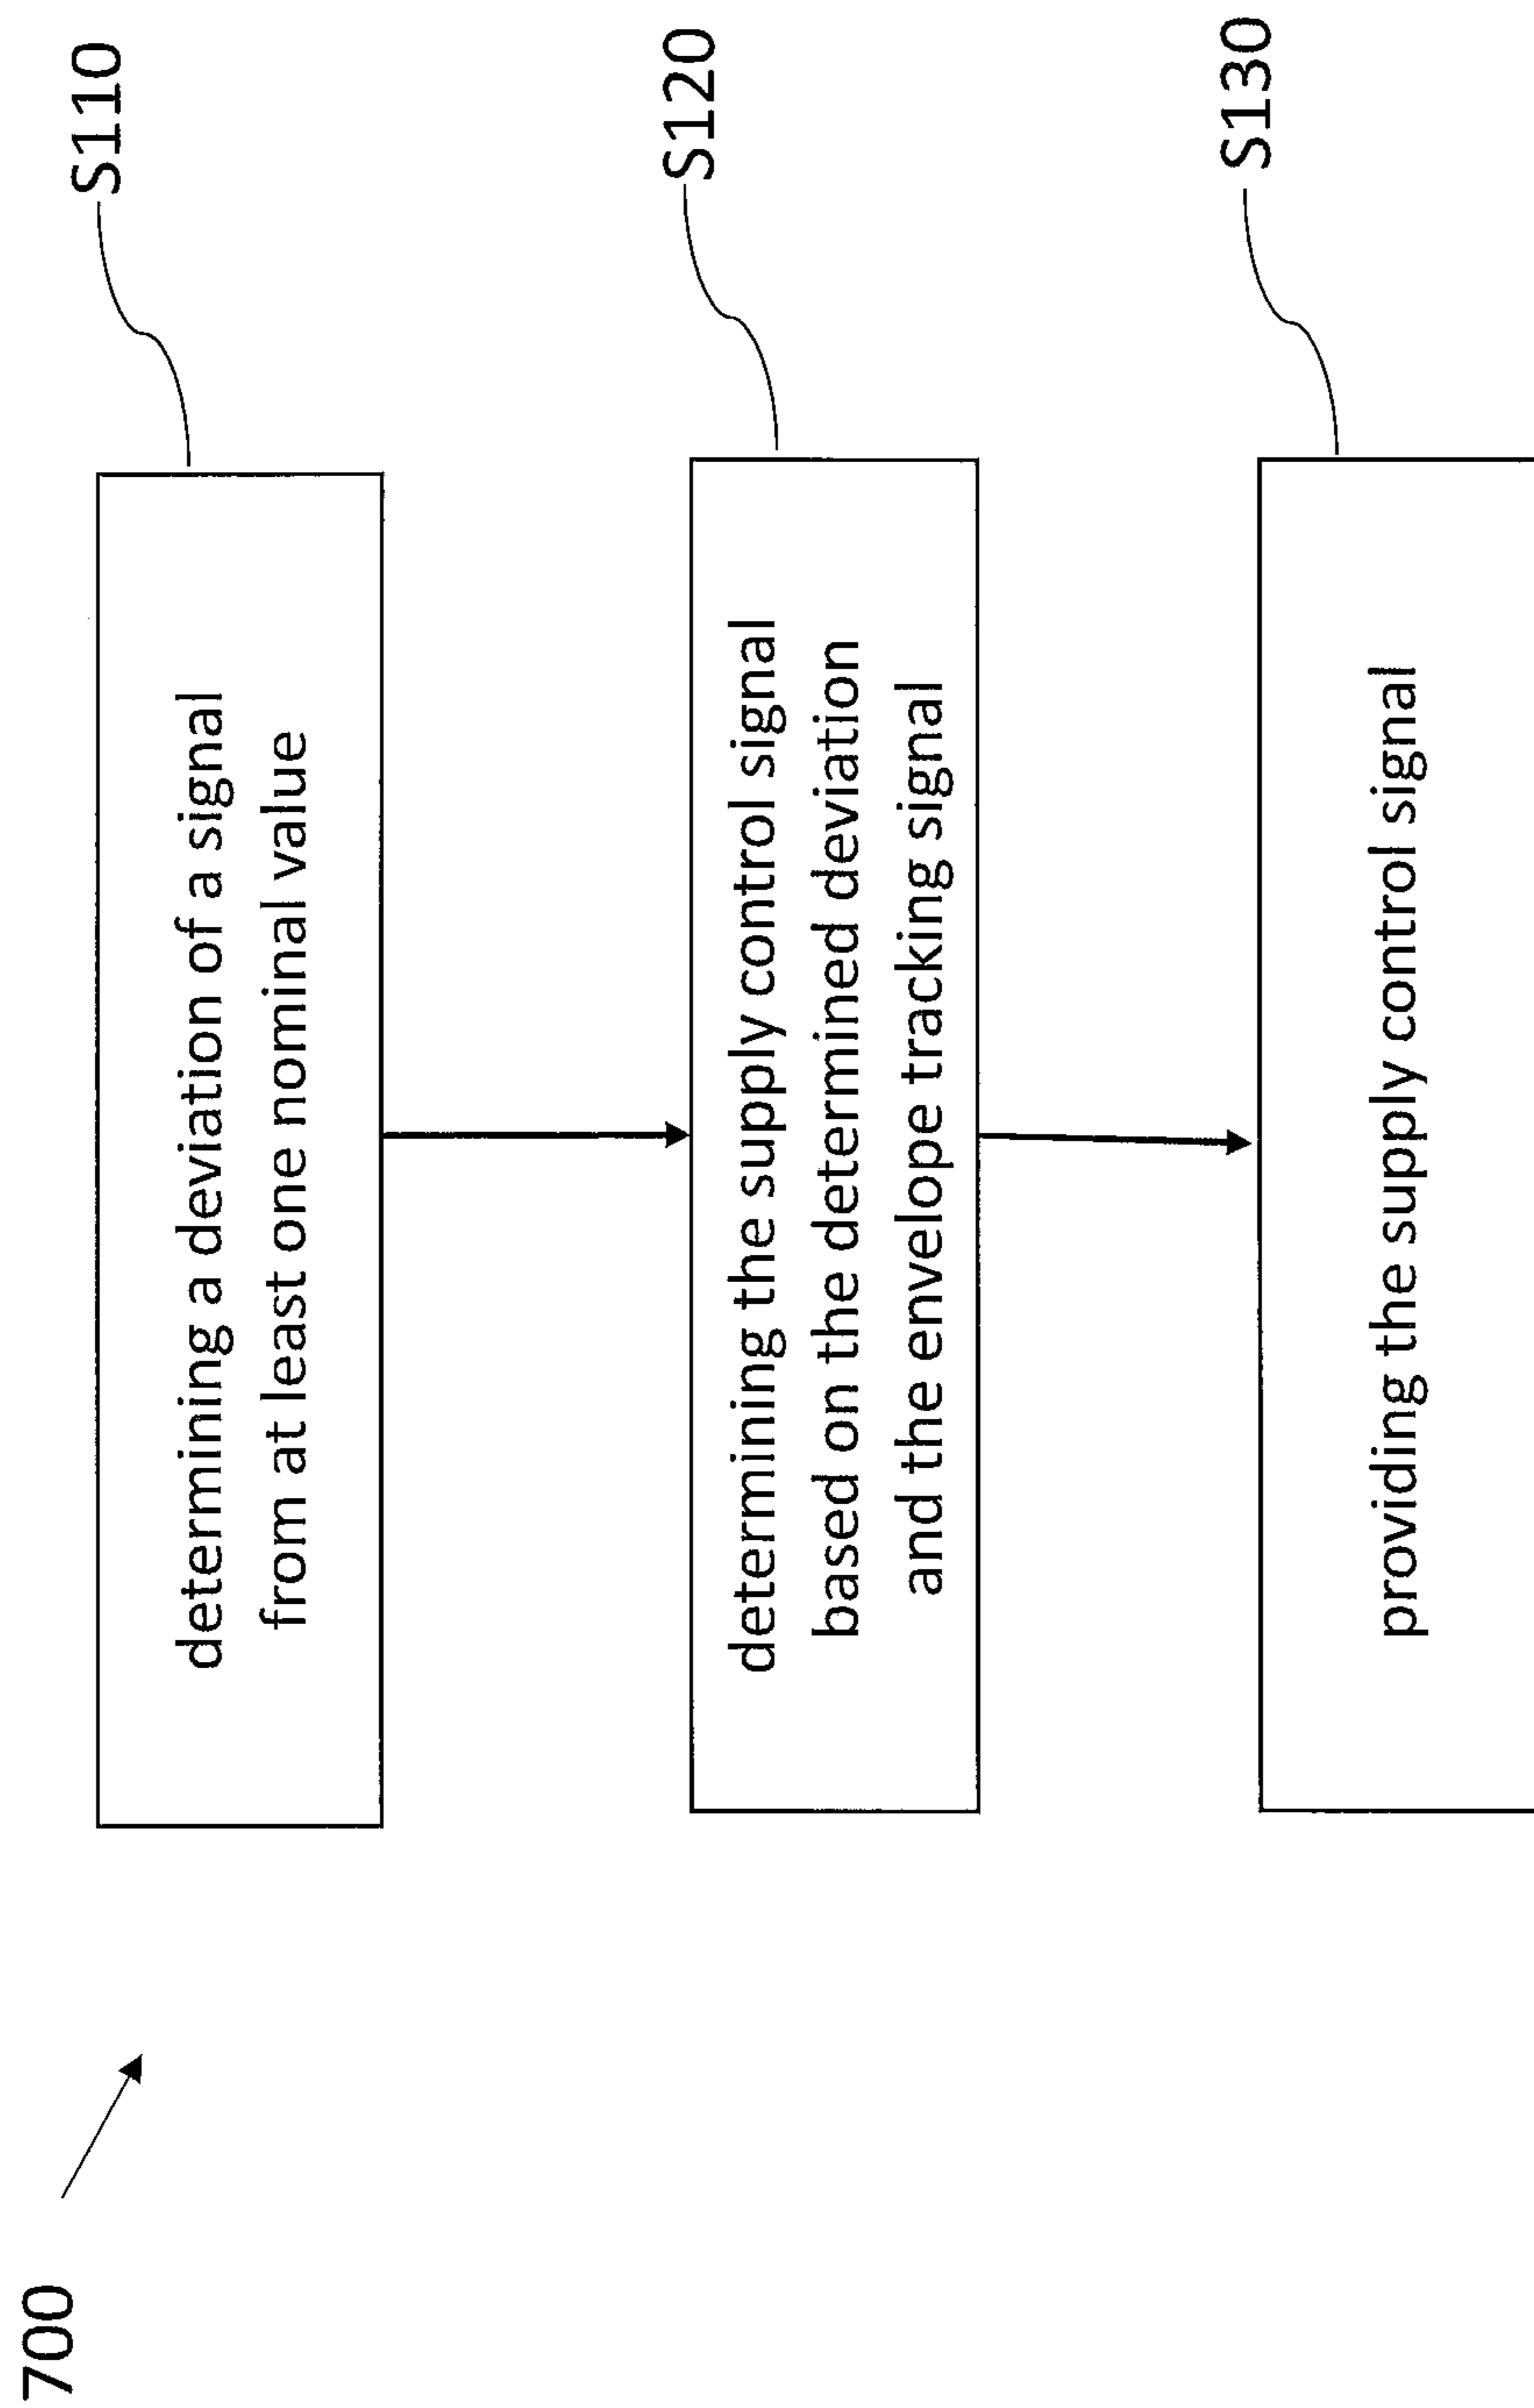 700
S110
determining a deviation of a signal
from at least one nominal value
S120
determining the supply control signal
based on the determined deviation
and the envelope tracking signal
S130
providing the supply control signal